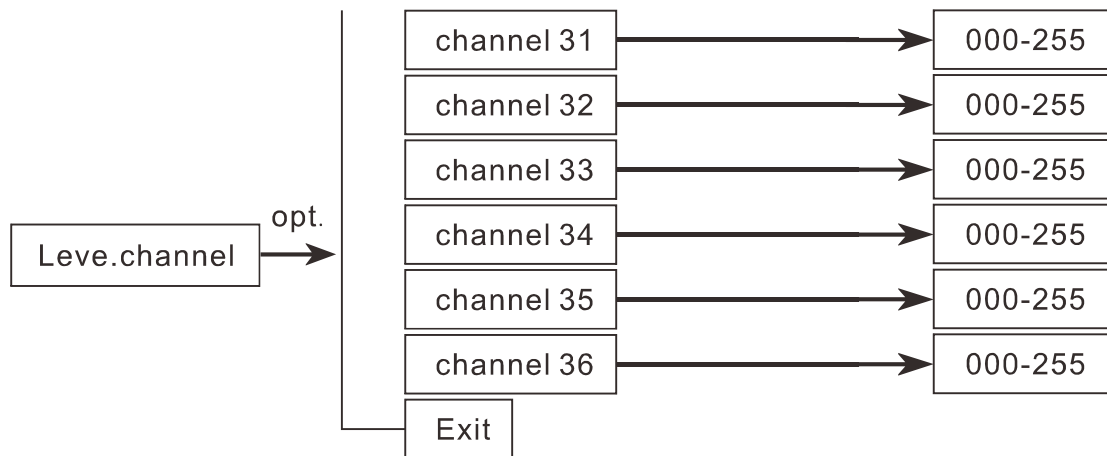 channel 31 000-255
channel 32 000-255
channel 33 000-255
opt.
channel 34 000-255
Leve.channel
channel 35 000-255
channel 36 000-255
Exit